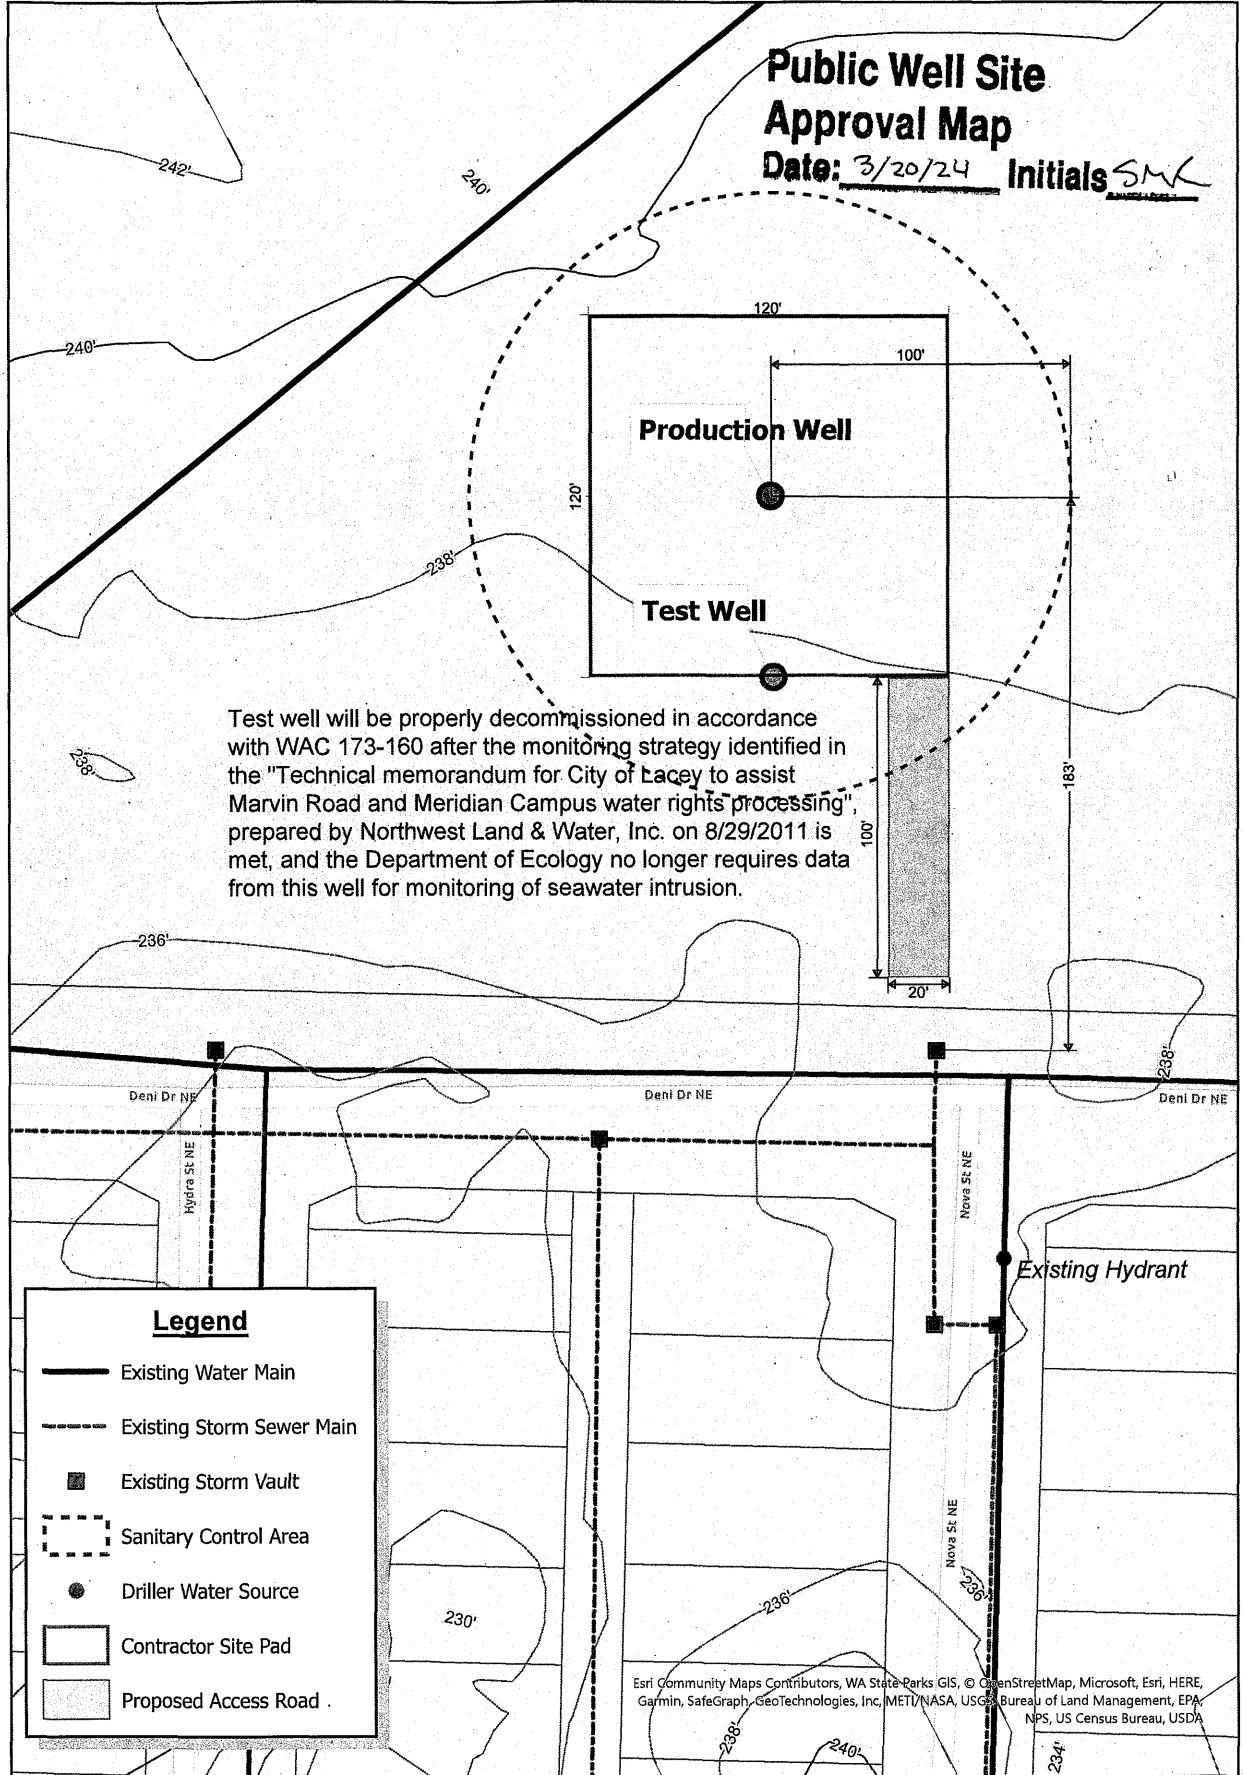 Public Well Site
Approval Map
Date: 3/20/24 Initials SMK
242'
240'
240'
120'
100'
Production Well
120'
238'
Test Well
Test well will be properly decommissioned in accordance
with WAC 173-160 after the monitoring strategy identified in
the "Technical memorandum for City of Lacey to assist
Marvin Road and Meridian Campus water rights processing",
prepared by Northwest Land & Water, Inc. on 8/29/2011 is
met, and the Department of Ecology no longer requires data
from this well for monitoring of seawater intrusion.
238'
183'
100'
236'
20'
238'
Deni Dr NE
Deni Dr NE
Deni Dr NE
Hydra St NE
Nova St NE
Existing Hydrant
Legend
Existing Water Main
Existing Storm Sewer Main
Existing Storm Vault
Sanitary Control Area
Driller Water Source
Contractor Site Pad
Proposed Access Road
Nova St NE
230'
236'
236'
Esri Community Maps Contributors, WA State Parks GIS, © OpenStreetMap, Microsoft, Esri, HERE,
Garmin, SafeGraph, GeoTechnologies, Inc, METI/NASA, USGS, Bureau of Land Management, EPA,
NPS, US Census Bureau, USDA
238'
240'
234'